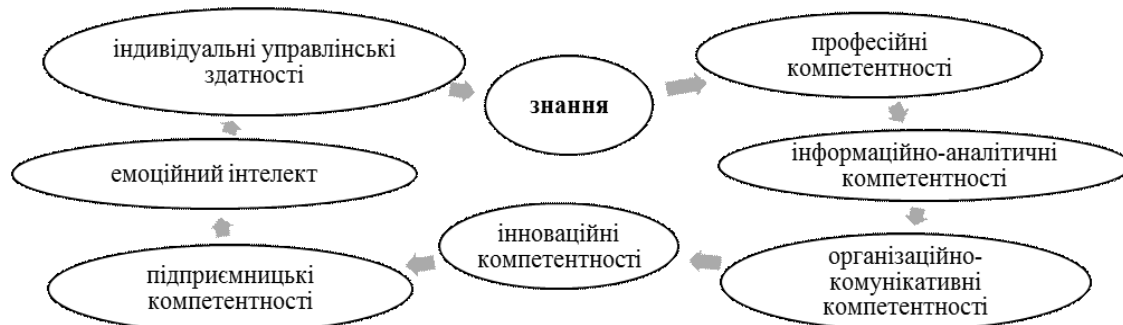 індивідуальні управлінські
здатності
знання
професійні
компетентності
інформаційно-аналітичні
компетентності
організаційно-
комунікативні
компетентності
інноваційні
компетентності
підприємницькі
компетентності
емоційний інтелект